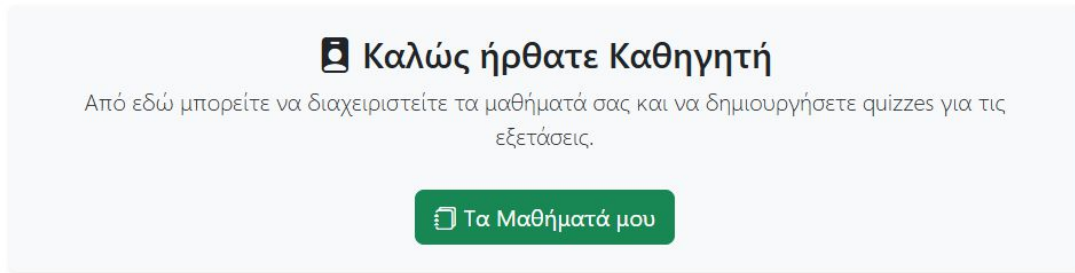 Καλώς ήρθατε Καθηγητή
Από εδώ μπορείτε να διαχειριστείτε τα μαθήματά σας και να δημιουργήσετε quizzes για τις
εξετάσεις.
Τα Μαθήματά μου